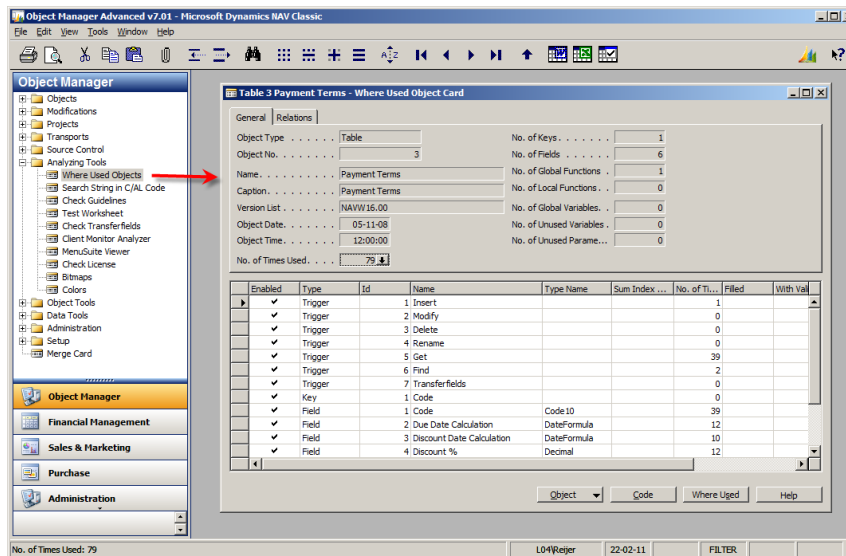 Object Manager Advanced v7.01 - Microsoft Dynamics NAV Classic
File Edit View Tools Window Help
Object Manager
Objects
Modifications
Projects
Transports
Source Control
Analyzing Tools
Where Used Objects
Search String in C/AL Code
Check Guidelines
Test Worksheet
Check Transferfields
Client Monitor Analyzer
MenuSuite Viewer
Check License
Bitmaps
Colors
Object Tools
Data Tools
Administration
Setup
Merge Card
Object Manager
Financial Management
Sales & Marketing
Purchase
Administration
Table 3 Payment Terms - Where Used Object Card
General Relations
Object Type . . . . . . Table No. of Keys . . . . . . . 1
Object No. . . . . . . . . 3 No. of Fields . . . . . . 6
Name . . . . . . . . . . Payment Terms No. of Global Functions . 1
Caption . . . . . . . . . Payment Terms No. of Local Functions . . 0
Version List . . . . . . . NAVW16.00 No. of Global Variables . . 0
Object Date . . . . . . . 05-11-08 No. of Unused Variables . 0
Object Time . . . . . . . 12:00:00 No. of Unused Parame... 0
No. of Times Used . . . . 79
Enabled Type Id Name Type Name Sum Index ... No. of Ti... Filled With Val
✔ Trigger 1 Insert 1
✔ Trigger 2 Modify 0
✔ Trigger 3 Delete 0
✔ Trigger 4 Rename 0
✔ Trigger 5 Get 39
✔ Trigger 6 Find 2
✔ Trigger 7 Transferfields 0
✔ Key 1 Code 0
✔ Field 1 Code Code10 39
✔ Field 2 Due Date Calculation DateFormula 12
✔ Field 3 Discount Date Calculation DateFormula 10
✔ Field 4 Discount % Decimal 12
Object Code Where Used Help
No. of Times Used: 79 L04\Reijer 22-02-11 FILTER